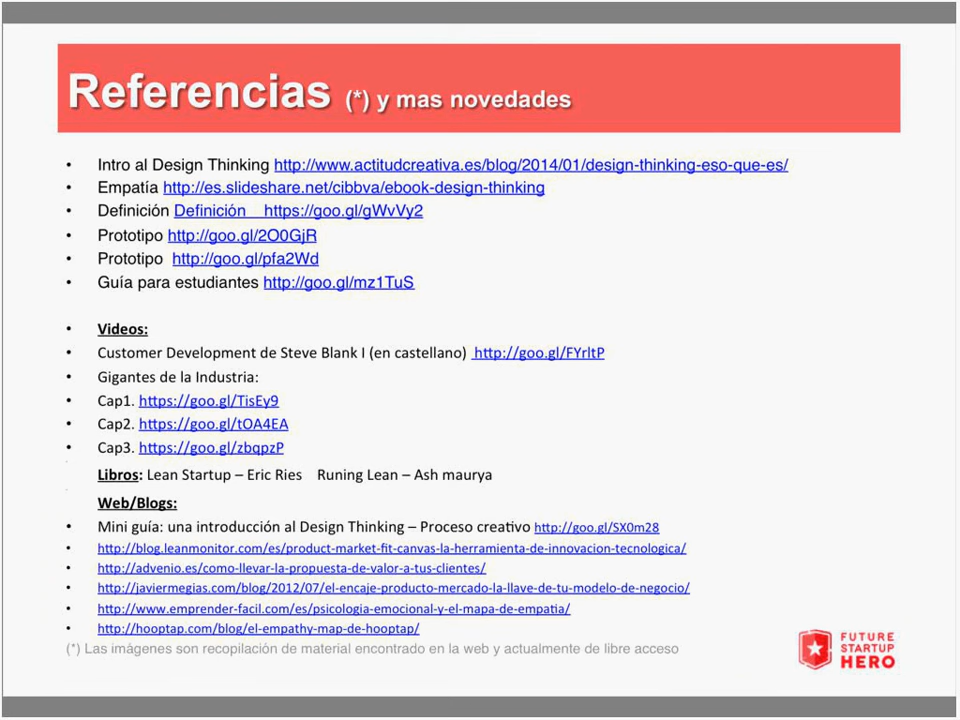 Referencias (*) y mas novedades
• Intro al Design Thinking http://www.actitudcreativa.es/blog/2014/01/design-thinking-eso-que-es/
• Empatía http://es.slideshare.net/cibbva/ebook-design-thinking
• Definición Definición https://goo.gl/gWvVy2
• Prototipo http://goo.gl/2O0GjR
• Prototipo http://goo.gl/pfa2Wd
• Guía para estudiantes http://goo.gl/mz1TuS
• Videos:
• Customer Development de Steve Blank I (en castellano) http://goo.gl/FYrltP
• Gigantes de la Industria:
• Cap1. https://goo.gl/TisEy9
• Cap2. https://goo.gl/tOA4EA
• Cap3. https://goo.gl/zbqpzP
Libros: Lean Startup – Eric Ries Runing Lean – Ash maurya
Web/Blogs:
• Mini guía: una introducción al Design Thinking – Proceso creativo http://goo.gl/SX0m28
• http://blog.leanmonitor.com/es/product-market-fit-canvas-la-herramienta-de-innovacion-tecnologica/
• http://advenio.es/como-llevar-la-propuesta-de-valor-a-tus-clientes/
• http://javiermegias.com/blog/2012/07/el-encaje-producto-mercado-la-llave-de-tu-modelo-de-negocio/
• http://www.emprender-facil.com/es/psicologia-emocional-y-el-mapa-de-empatia/
• http://hooptap.com/blog/el-empathy-map-de-hooptap/
(*) Las imágenes son recopilación de material encontrado en la web y actualmente de libre acceso
FUTURE
STARTUP
HERO